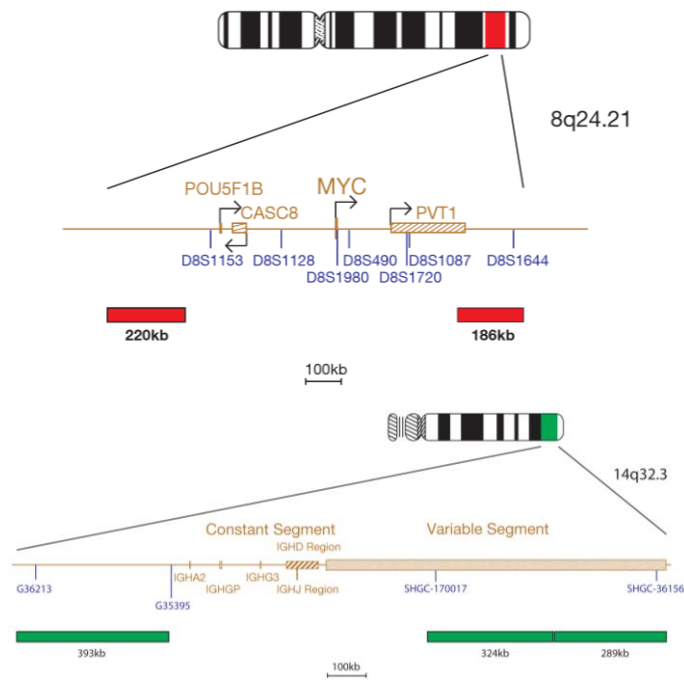 8q24.21
MYC
POU5F1B
CASC8
PVT1
D8S1153
D8S1128
D8S490
D8S1087
D8S1644
D8S1980
D8S1720
220kb
186kb
100kb
14q32.3
Constant Segment
Variable Segment
IGHD Region
IGHA2
IGHG3
IGHGP
IGHJ Region
G36213
SHGC-170017
SHGC-36156
G35395
393kb
324kb
289kb
100kb